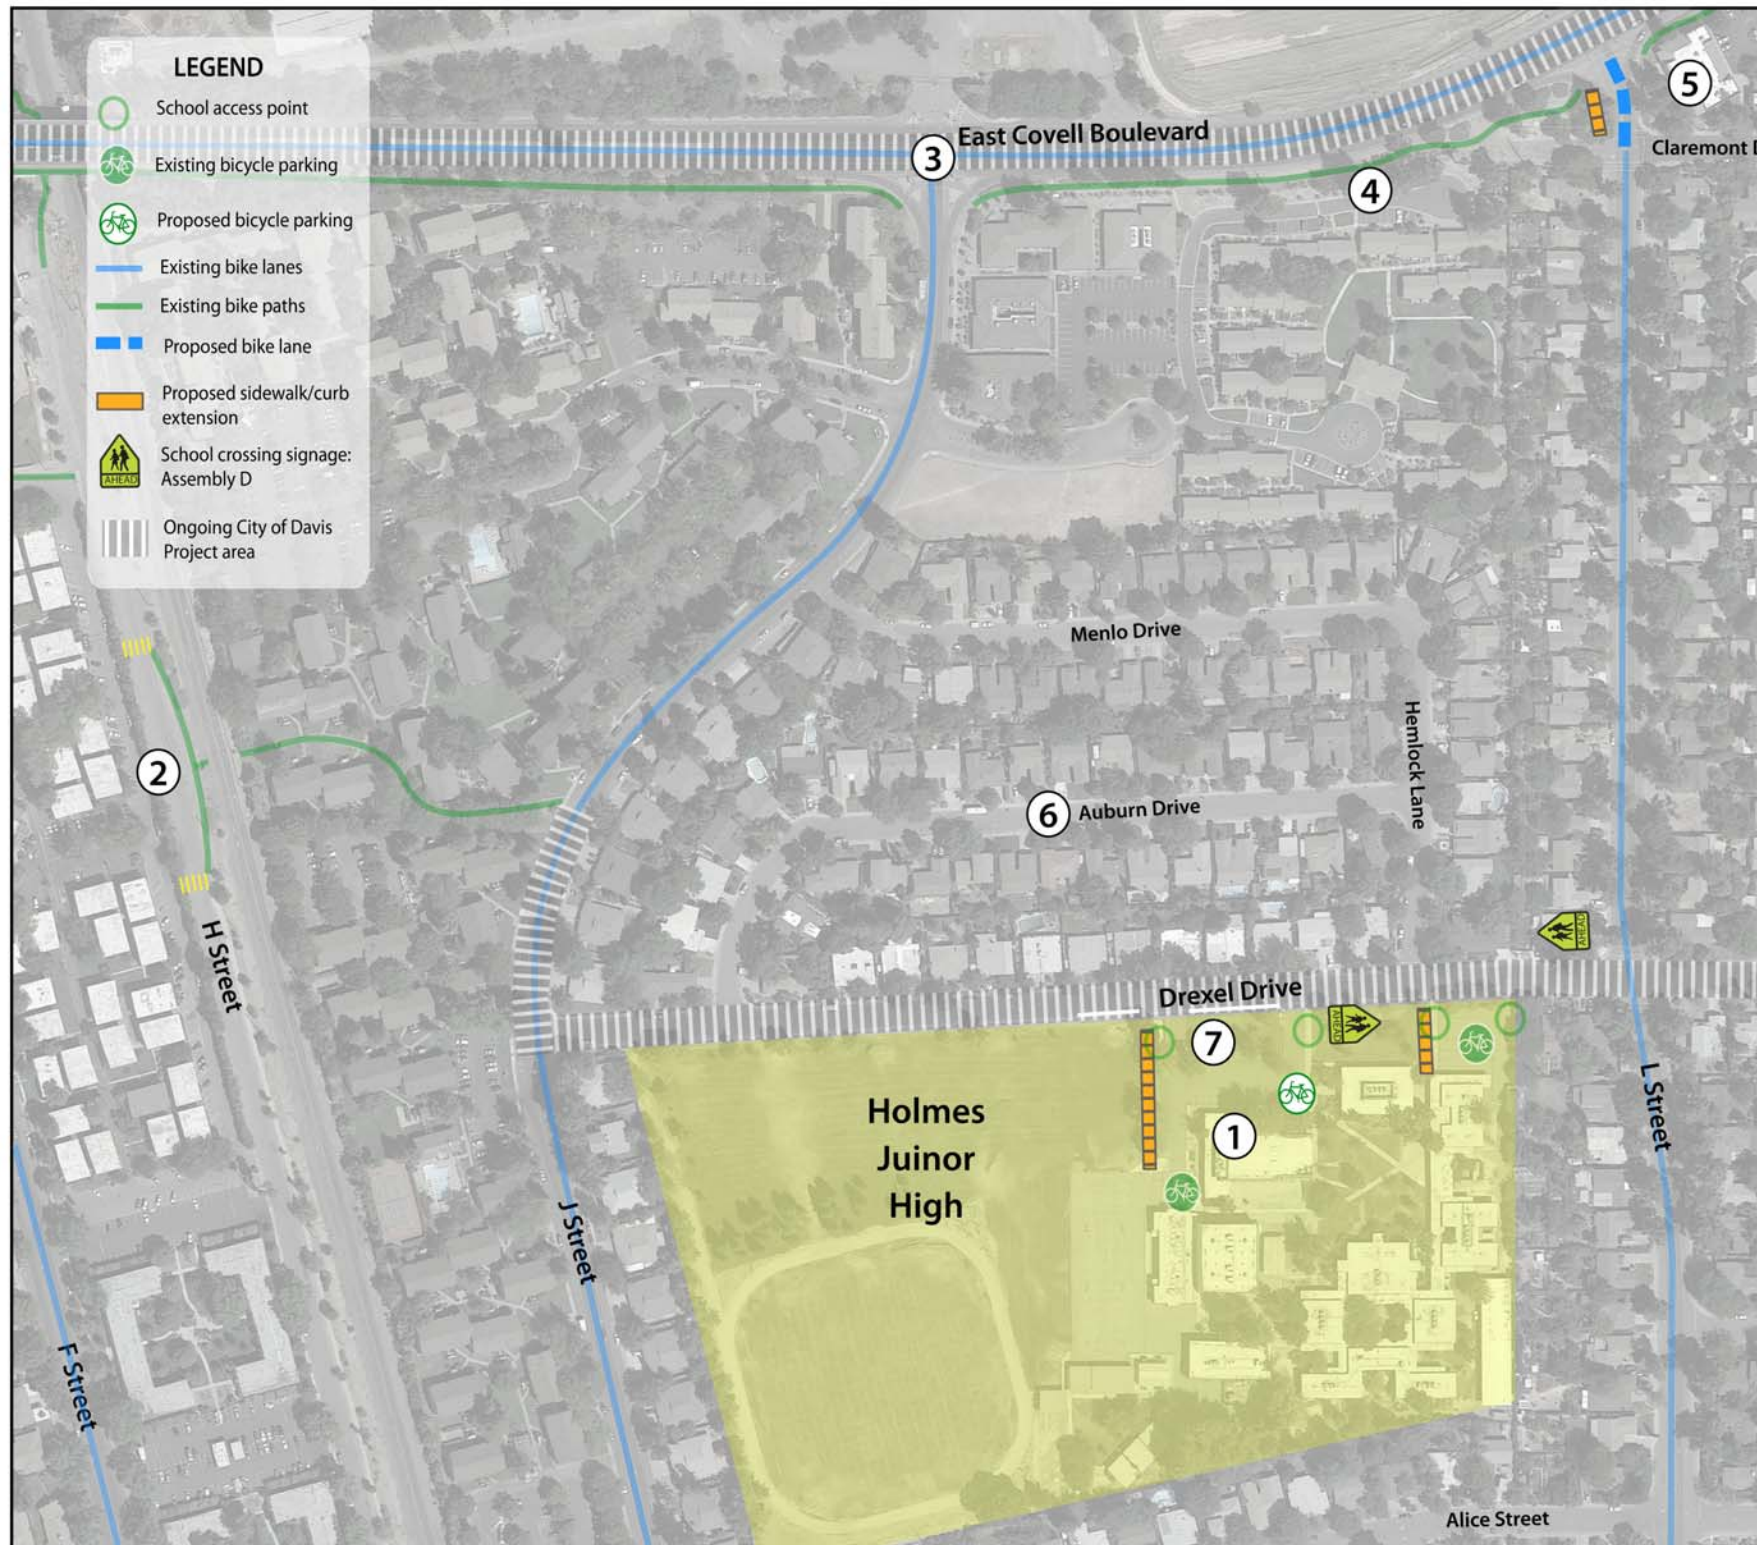 LEGEND
School access point
Existing bicycle parking
Proposed bicycle parking
Existing bike lanes
Existing bike paths
Proposed bike lane
Proposed sidewalk/curb
extension
AHEAD
School crossing signage:
Assembly D
Ongoing City of Davis
Project area
5
East Covell Boulevard
3
Claremont D
4
Menlo Drive
Hemlock Lane
2
6
Auburn Drive
AHEAD
H Street
Drexel Drive
AHEAD
7
L Street
Holmes
Juinor
High
1
J Street
F Street
Alice Street